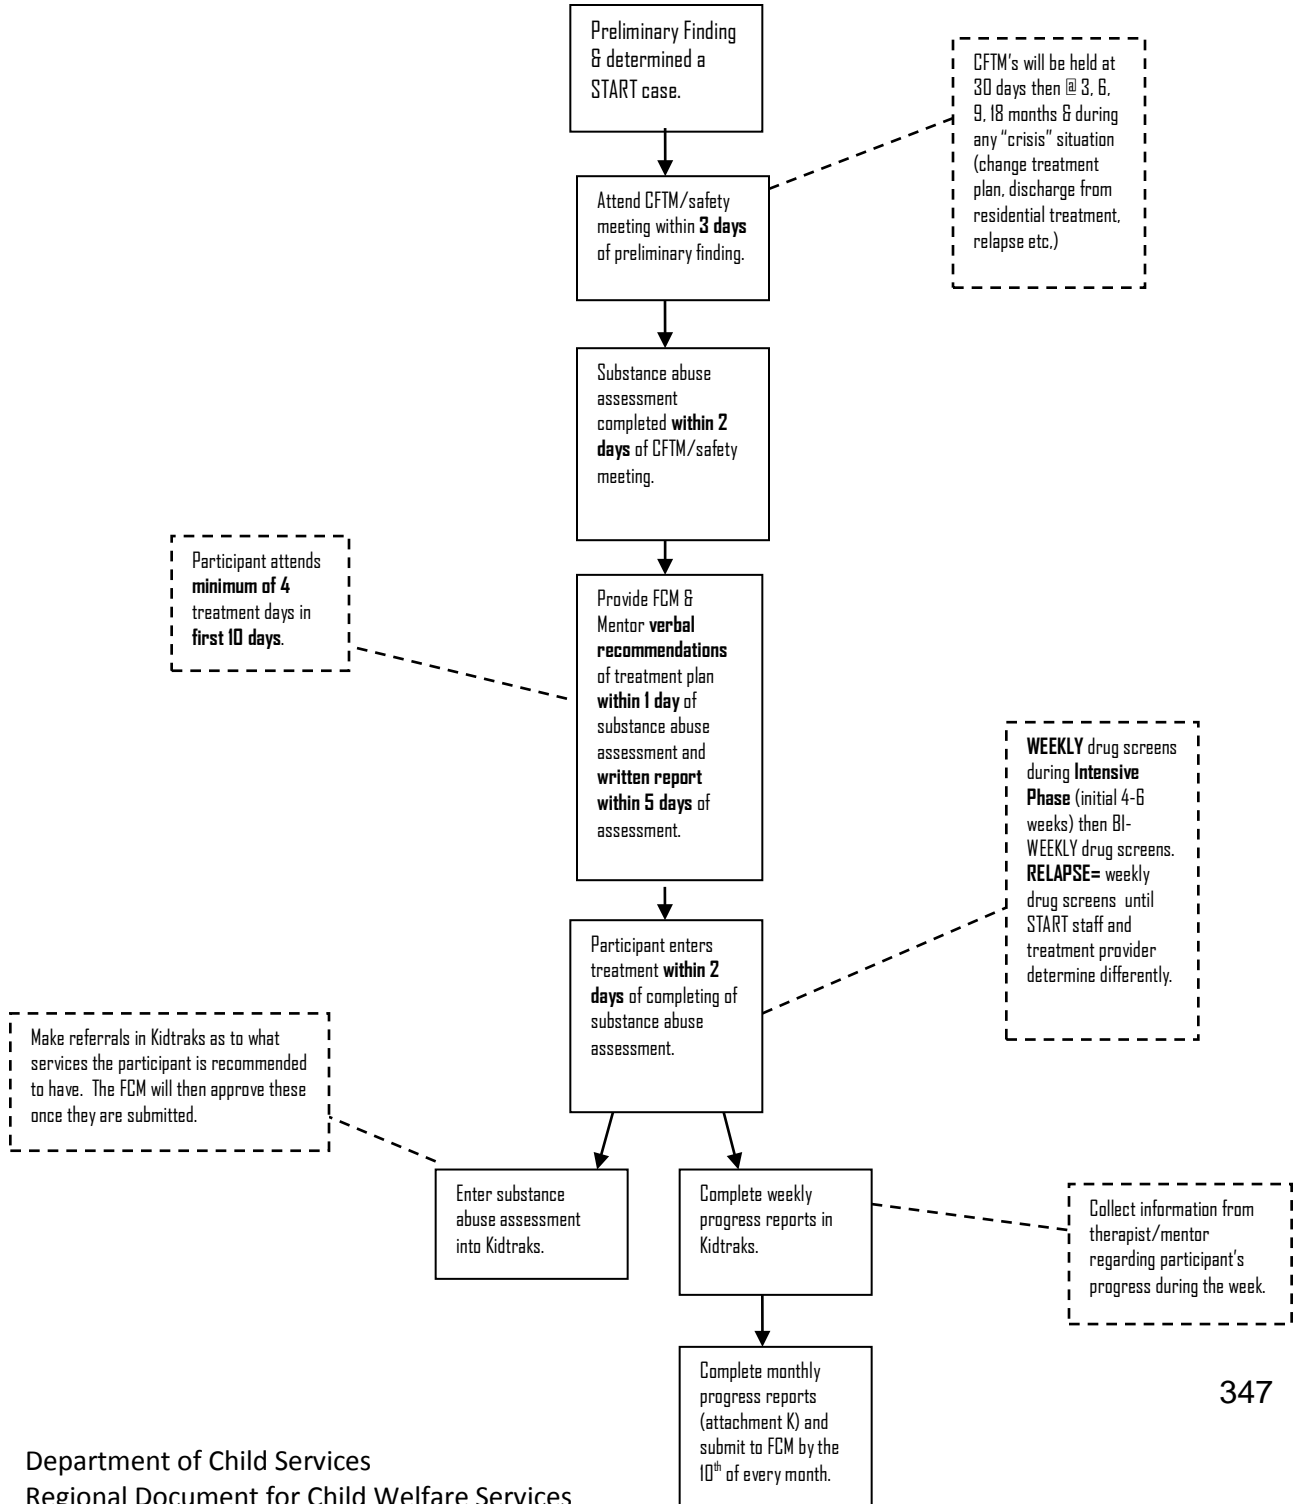 Preliminary Finding
& determined a
START case.
CFTM's will be held at
30 days then @ 3, 6,
9, 18 months & during
any "crisis" situation
(change treatment
plan, discharge from
residential treatment,
relapse etc,)
Attend CFTM/safety
meeting within 3 days
of preliminary finding.
Substance abuse
assessment
completed within 2
days of CFTM/safety
meeting.
Participant attends
minimum of 4
treatment days in
first 10 days.
Provide FCM &
Mentor verbal
recommendations
of treatment plan
within 1 day of
substance abuse
assessment and
written report
within 5 days of
assessment.
WEEKLY drug screens
during Intensive
Phase (initial 4-6
weeks) then BI-
WEEKLY drug screens.
RELAPSE= weekly
drug screens until
START staff and
treatment provider
determine differently.
Participant enters
treatment within 2
days of completing of
substance abuse
assessment.
Make referrals in Kidtraks as to what
services the participant is recommended
to have. The FCM will then approve these
once they are submitted.
Enter substance
abuse assessment
into Kidtraks.
Complete weekly
progress reports in
Kidtraks.
Collect information from
therapist/mentor
regarding participant's
progress during the week.
Complete monthly
progress reports
(attachment K) and
submit to FCM by the
10th of every month.
347
Department of Child Services
Regional Document for Child Welfare Services